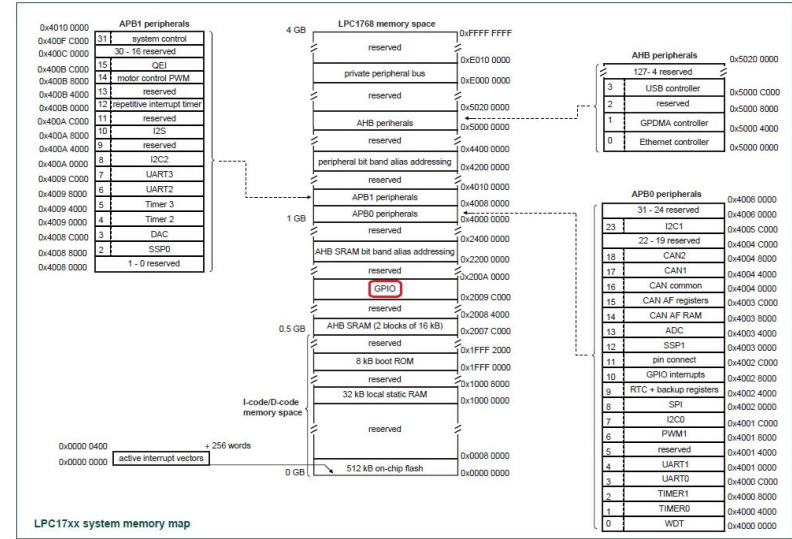 APB1 peripherals
0x4010 0000
31 system control
0x400F C000
30 - 16 reserved
0x400C 0000
15 QEI
0x400B C000
14 motor control PWM
0x400B 8000
13 reserved
0x400B 4000
12 repetitive interrupt timer
0x400B 0000
11 reserved
0x400A C000
10 I2S
0x400A 8000
9 reserved
0x400A 4000
8 I2C2
0x400A 0000
7 UART3
0x4009 C000
6 UART2
0x4009 8000
5 Timer 3
0x4009 4000
4 Timer 2
0x4009 0000
3 DAC
0x4008 C000
2 SSP0
0x4008 8000
1 - 0 reserved
0x4008 0000
LPC1768 memory space
4 GB
0xFFFF FFFF
reserved
0xE010 0000
private peripheral bus
0xE000 0000
reserved
0x5020 0000
AHB periherals
0x5000 0000
reserved
0x4400 0000
peripheral bit band alias addressing
0x4200 0000
reserved
0x4010 0000
APB1 peripherals
0x4008 0000
APB0 peripherals
1 GB
0x4000 0000
reserved
0x2400 0000
AHB SRAM bit band alias addressing
0x2200 0000
reserved
0x200A 0000
GPIO
0x2009 C000
reserved
0x2008 4000
0.5 GB
AHB SRAM (2 blocks of 16 kB)
0x2007 C000
reserved
0x1FFF 2000
8 kB boot ROM
0x1FFF 0000
reserved
0x1000 8000
32 kB local static RAM
0x1000 0000
I-code/D-code
memory space
reserved
0x0008 0000
512 kB on-chip flash
0 GB
0x0000 0000
0x0000 0400
+ 256 words
active interrupt vectors
0x0000 0000
AHB peripherals
0x5020 0000
127- 4 reserved
3 USB controller
0x5000 C000
2 reserved
0x5000 8000
1 GPDMA controller
0x5000 4000
0 Ethernet controller
0x5000 0000
APB0 peripherals
0x4008 0000
31 - 24 reserved
0x4006 0000
23 I2C1
0x4005 C000
22 - 19 reserved
0x4004 C000
18 CAN2
0x4004 8000
17 CAN1
0x4004 4000
16 CAN common
0x4004 0000
15 CAN AF registers
0x4003 C000
14 CAN AF RAM
0x4003 8000
13 ADC
0x4003 4000
12 SSP1
0x4003 0000
11 pin connect
0x4002 C000
10 GPIO interrupts
0x4002 8000
9 RTC + backup registers
0x4002 4000
8 SPI
0x4002 0000
7 I2C0
0x4001 C000
6 PWM1
0x4001 8000
5 reserved
0x4001 4000
4 UART1
0x4001 0000
3 UART0
0x4000 C000
2 TIMER1
0x4000 8000
1 TIMER0
0x4000 4000
0 WDT
0x4000 0000
LPC17xx system memory map